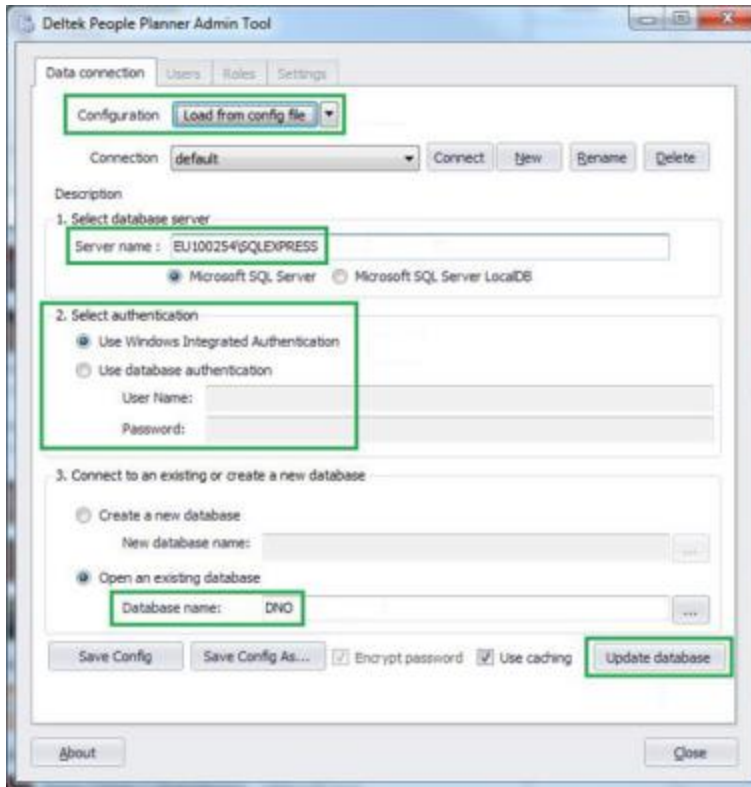 Deltek People Planner Admin Tool
Data connection Users Roles Settings
Configuration Load from config file
Connection default Connect New Rename Delete
Description
1. Select database server
Server name : EU100254\SQLEXPRESS
Microsoft SQL Server Microsoft SQL Server LocalDB
2. Select authentication
Use Windows Integrated Authentication
Use database authentication
User Name:
Password:
3. Connect to an existing or create a new database
Create a new database
New database name: ...
Open an existing database
Database name: DNO ...
Save Config Save Config As... Encrypt password Use caching Update database
About Close